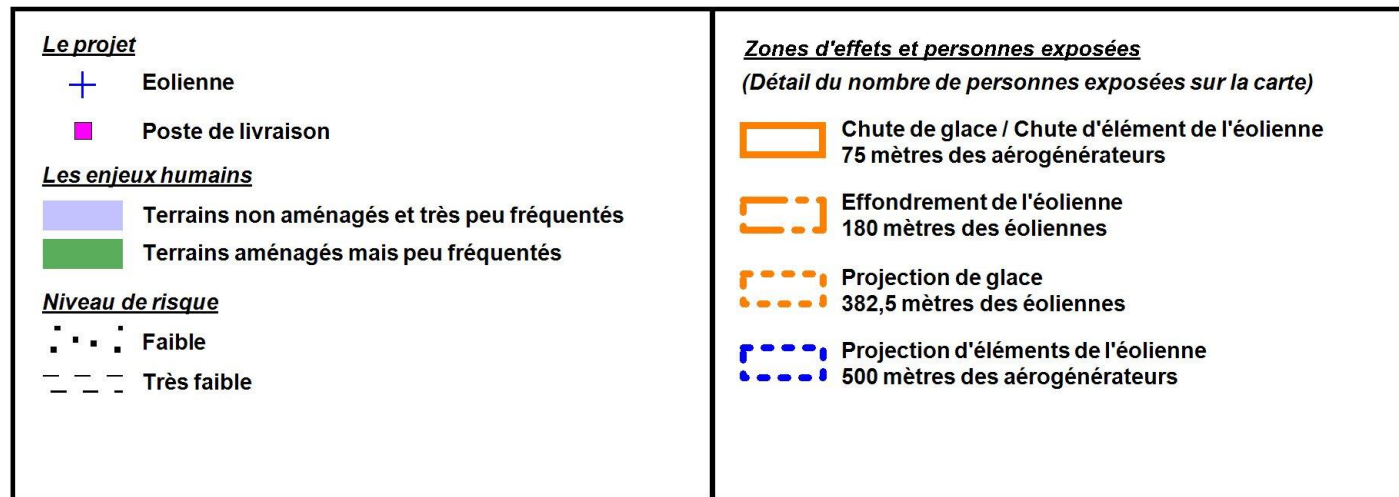 Le projet
Eolienne
Poste de livraison
Les enjeux humains
Terrains non aménagés et très peu fréquentés
Terrains aménagés mais peu fréquentés
Niveau de risque
Faible
Très faible
Zones d'effets et personnes exposées
(Détail du nombre de personnes exposées sur la carte)
Chute de glace / Chute d'élément de l'éolienne
75 mètres des aérogénérateurs
Effondrement de l'éolienne
180 mètres des éoliennes
Projection de glace
382,5 mètres des éoliennes
Projection d'éléments de l'éolienne
500 mètres des aérogénérateurs